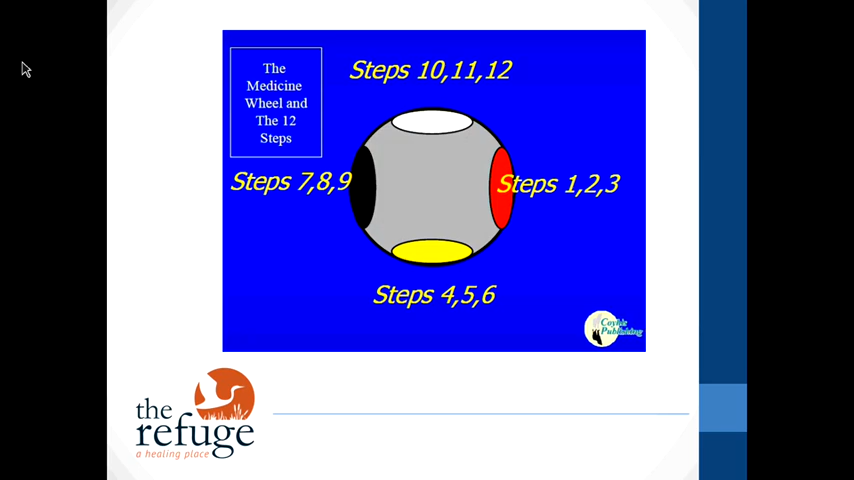 The
Medicine
Wheel and
The 12
Steps
Steps 10,11,12
Steps 7,8,9
Steps 1,2,3
Steps 4,5,6
Coyhis
Publishing
the
refuge
a healing place